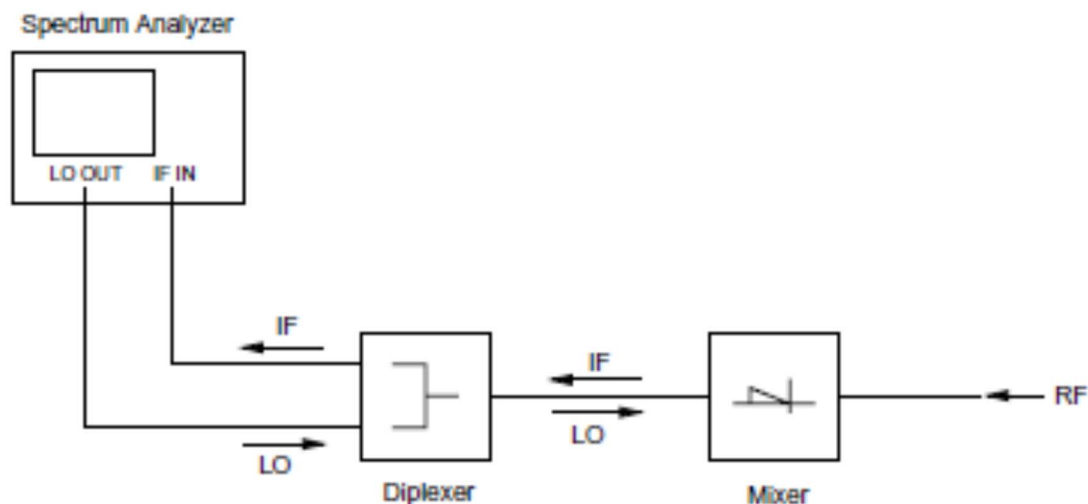 Spectrum Analyzer
LO OUT IF IN
IF
IF
RF
LO
LO
Diplexer
Mixer